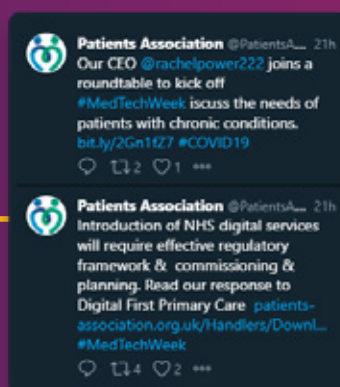 Patients Association @PatientsA... 21h
Our CEO @rachelpower222 joins a
roundtable to kick off
#MedTechWeek iscuss the needs of
patients with chronic conditions.
bit.ly/2Gn1fZ7 #COVID19
2 1
Patients Association @PatientsA... 21h
Introduction of NHS digital services
will require effective regulatory
framework & commissioning &
planning. Read our response to
Digital First Primary Care patients-
association.org.uk/Handlers/Downl...
#MedTechWeek
4 2